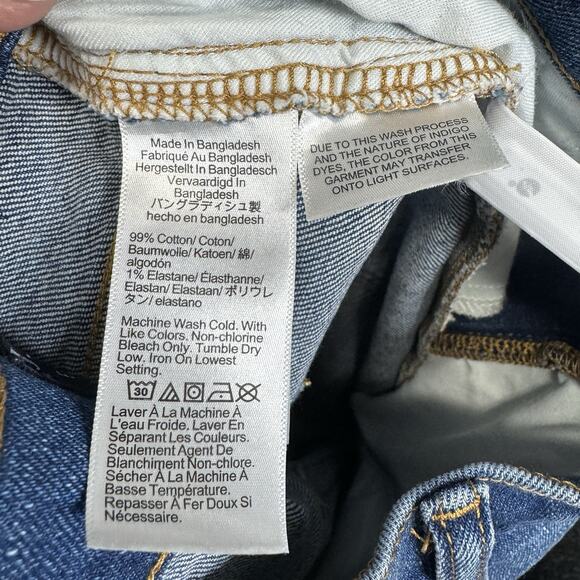 Made In Bangladesh
Fabriqué Au Bangladesh
Hergestellt In Bangladesch
Vervaardigd In
Bangladesh
バングラディシュ製
hecho en bangladesh
99% Cotton/ Coton/
Baumwolle/ Katoen/ 綿/
algodón
1% Elastane/ Élasthanne/
Elastan/ Elastaan/ ポリウレ
タン/ elastano
Machine Wash Cold. With
Like Colors. Non-chlorine
Bleach Only. Tumble Dry
Low. Iron On Lowest
Setting.
30
Laver À La Machine À
L'eau Froide. Laver En
Séparant Les Couleurs.
Seulement Agent De
Blanchiment Non-chlore.
Sécher À La Machine À
Basse Température.
Repasser À Fer Doux Si
Nécessaire.
DUE TO THIS WASH PROCESS
AND THE NATURE OF INDIGO
DYES, THE COLOR FROM THIS
GARMENT MAY TRANSFER
ONTO LIGHT SURFACES.